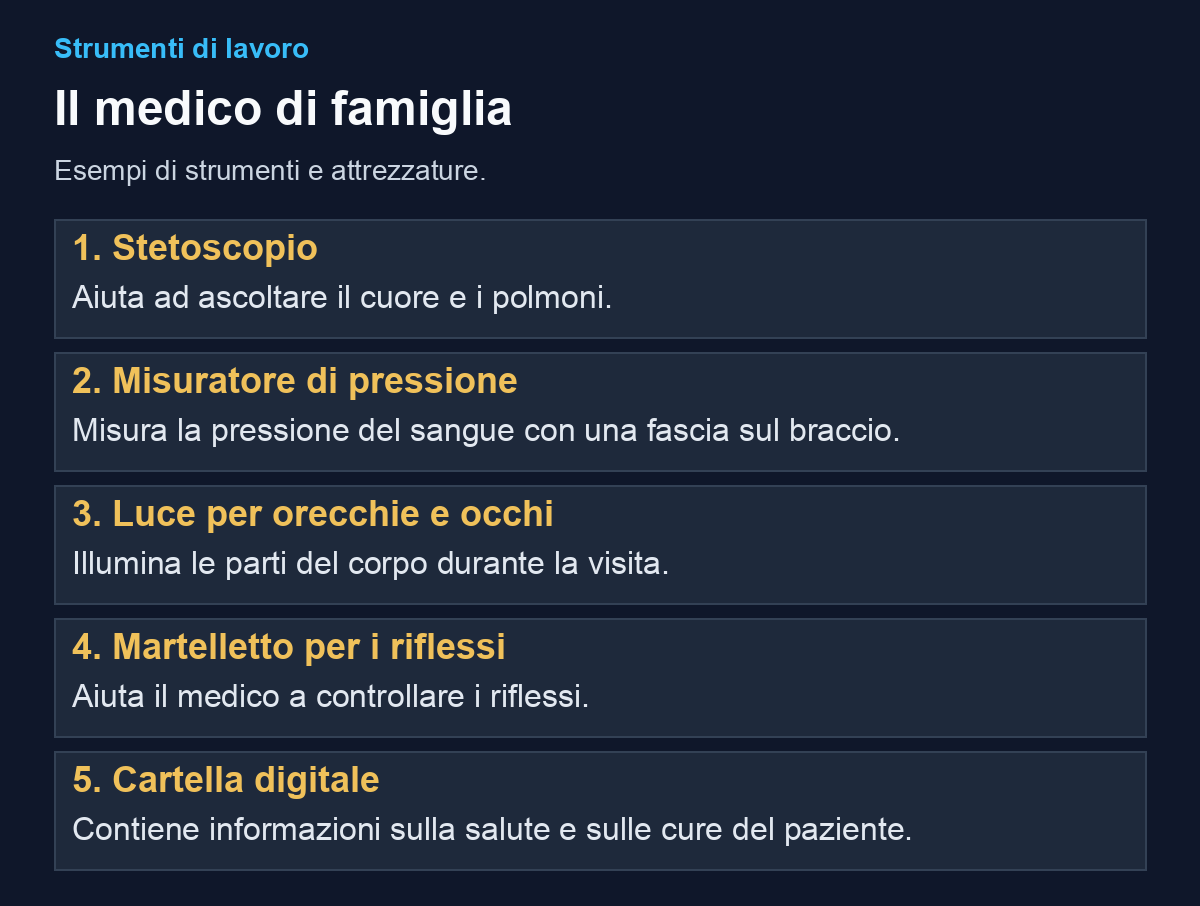 Strumenti di lavoro
Il medico di famiglia
Esempi di strumenti e attrezzature.
1. Stetoscopio
Aiuta ad ascoltare il cuore e i polmoni.
2. Misuratore di pressione
Misura la pressione del sangue con una fascia sul braccio.
3. Luce per orecchie e occhi
Illumina le parti del corpo durante la visita.
4. Martelletto per i riflessi
Aiuta il medico a controllare i riflessi.
5. Cartella digitale
Contiene informazioni sulla salute e sulle cure del paziente.